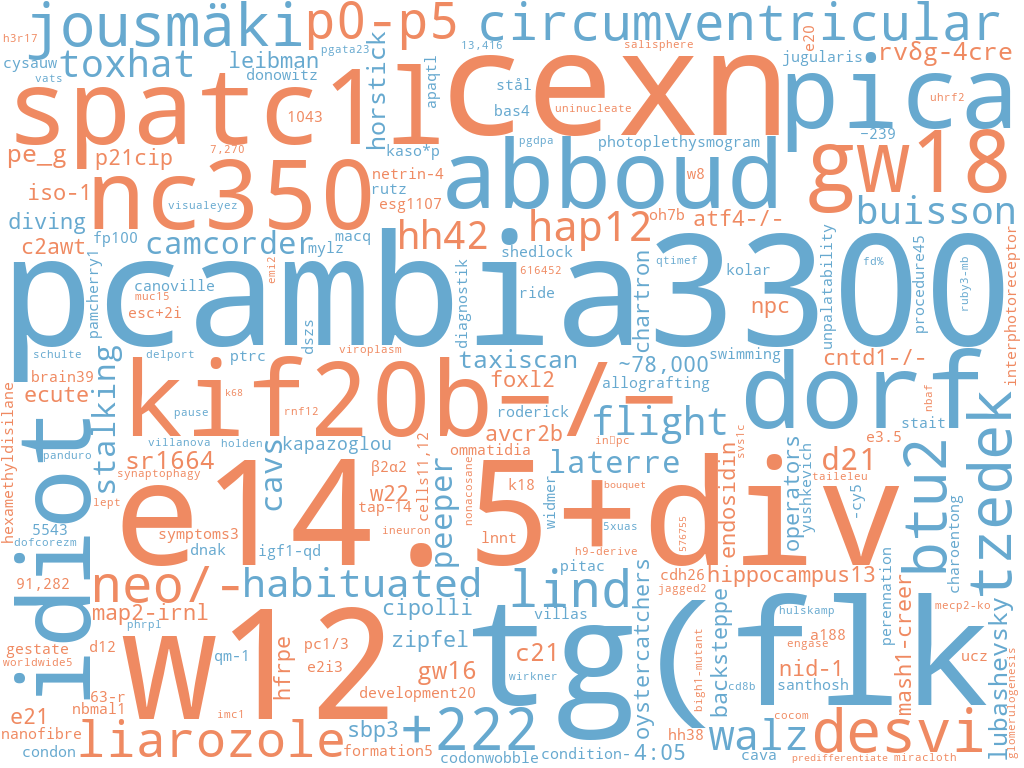 jousmäki
p0-p5
circumventricular
h3r17
pgata23
13,416
salisphere
e20
cysauw
toxhat
leibman
jugularis
rvδg-4cre
vats
donowitz
horstick
apaqtl
stål
spatc1l
icexn
pica
1043
bas4
uninucleate
uhrf2
pe_g
p21cip
7,270
kaso*p
pgdpa
photoplethysmogram
-239
nc350
abboud
gw18
netrin-4
w8
iso-1
rutz
visualeyez
esg1107
diving
fp100
hap12
oh7b
atf4-/-
buisson
c2awt
camcorder
mylz
macq
hh42
shedlock
pcambia3300
pamcherry1
emi2
616452
qtimef
kolar
fd%
unpalatability
procedure45
ruby3-mb
interphotoreceptor
canoville
muc15
esc+2i
diagnostik
ride
chartron
npc
dszs
schulte
delport
ptrc
viroplasm
taxiscan
~78,000
swimming
cntd1-/-
brain39
ecute
stalking
kif20b-/-
k68
pause
rnf12
foxl2
allografting
dorf
nbaf
roderick
flight
stait
hexamethyldisilane
idiot
villanova
holden
kapazoglou
avcr2b
svs1c
e3.5
panduro
sr1664
cavs
ommatidia
laterre
d21
synaptophagy
β2α2
e14.5+div
cells11,12
peeper
nonacosane
k18
bouquet
endosidin
operators
yushkevich
taileleu
-cy5
btu2
tzedek
lept
w22
tap-14
widmer
5543
symptoms3
ineuron
lnnt
5xuas
576755
dofcorezm
dnak
igf1-qd
h9-derive
charoentong
91,282
neo/-
habituated
pitac
lind
cdh26
hippocampus13
jagged2
perennation
map2-irnl
cipolli
villas
oystercatchers
backsteppe
hulskamp
mash1-creer
mecp2-ko
phrp1
w12
tg(flk
gestate
d12
pc1/3
zipfel
c21
bigh1-mutant
engase
a188
lubashevsky
worldwide5
qm-1
hffrpe
e2i3
gw16
wirkner
cd8b
nid-1
ucz
glomerulogenesis
63-r
nbmal1
development20
santhosh
e21
imc1
sbp3
+222
hh38
cocom
nanofibre
walz
desvi
condon
liarozole
formation5
codonwobble
condition-
4:05
cava
predifferentiate
miracloth